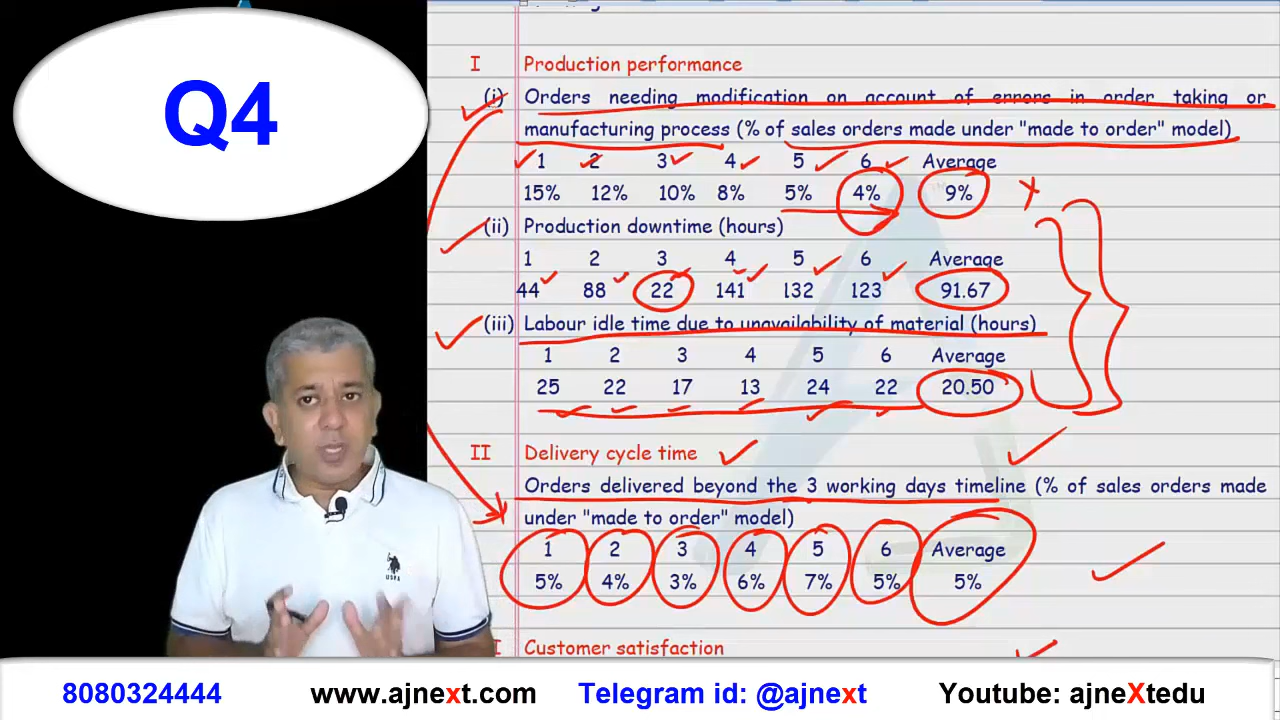 Q4
I Production performance
(i) Orders needing modification on account of errors in order taking or
manufacturing process (% of sales orders made under "made to order" model)
1 2 3 4 5 6 Average
15% 12% 10% 8% 5% 4% 9%
(ii) Production downtime (hours)
1 2 3 4 5 6 Average
44 88 22 141 132 123 91.67
(iii) Labour idle time due to unavailability of material (hours)
1 2 3 4 5 6 Average
25 22 17 13 24 22 20.50
II Delivery cycle time
Orders delivered beyond the 3 working days timeline (% of sales orders made
under "made to order" model)
1 2 3 4 5 6 Average
5% 4% 3% 6% 7% 5% 5%
Customer satisfaction
USPA
8080324444 www.ajnext.com Telegram id: @ajnext Youtube: ajneXtedu